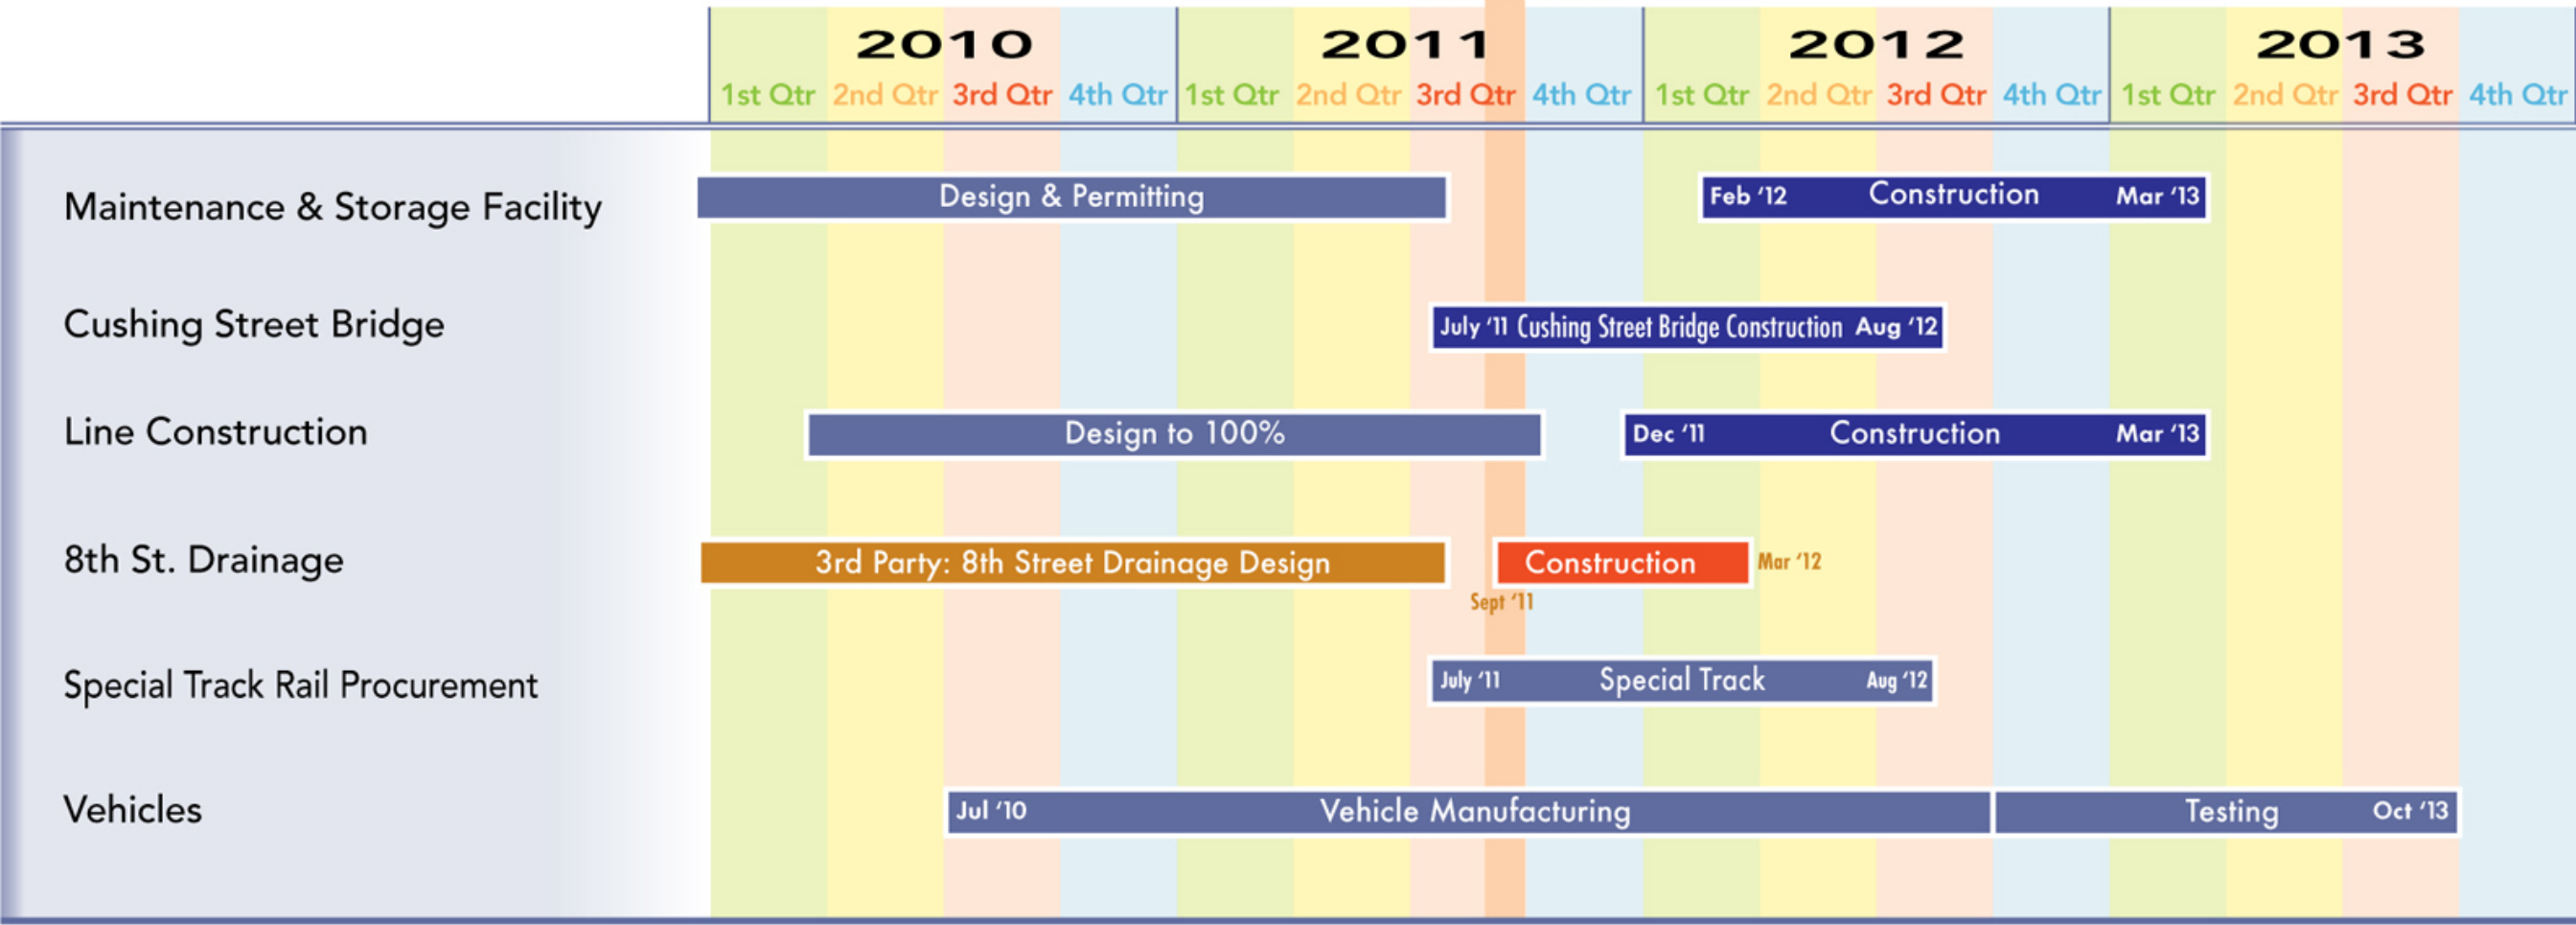 2010 2011 2012 2013
1st Qtr 2nd Qtr 3rd Qtr 4th Qtr 1st Qtr 2nd Qtr 3rd Qtr 4th Qtr 1st Qtr 2nd Qtr 3rd Qtr 4th Qtr 1st Qtr 2nd Qtr 3rd Qtr 4th Qtr
Maintenance & Storage Facility Design & Permitting Feb ‘12 Construction Mar ‘13
Cushing Street Bridge July ‘11 Cushing Street Bridge Construction Aug ‘12
Line Construction Design to 100% Dec ‘11 Construction Mar ‘13
8th St. Drainage 3rd Party: 8th Street Drainage Design Construction Mar ‘12
Sept ‘11
Special Track Rail Procurement July ‘11 Special Track Aug ‘12
Vehicles Jul ‘10 Vehicle Manufacturing Testing Oct ‘13